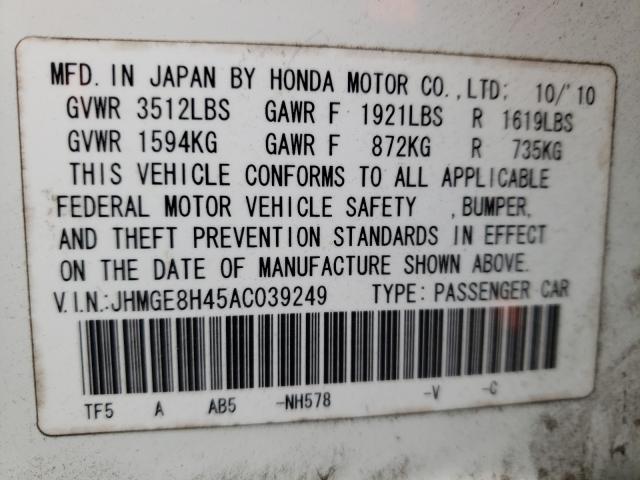 MFD. IN JAPAN BY HONDA MOTOR CO., LTD: 10/'10
GVWR 3512LBS GAWR F 1921LBS R 1619LBS
GVWR 1594KG GAWR F 872KG R 735KG
THIS VEHICLE CONFORMS TO ALL APPLICABLE
FEDERAL MOTOR VEHICLE SAFETY , BUMPER,
AND THEFT PREVENTION STANDARDS IN EFFECT
ON THE DATE OF MANUFACTURE SHOWN ABOVE.
V.I.N.:JHMGE8H45AC039249 TYPE: PASSENGER CAR
TF5 A AB5 -NH578 -V -C